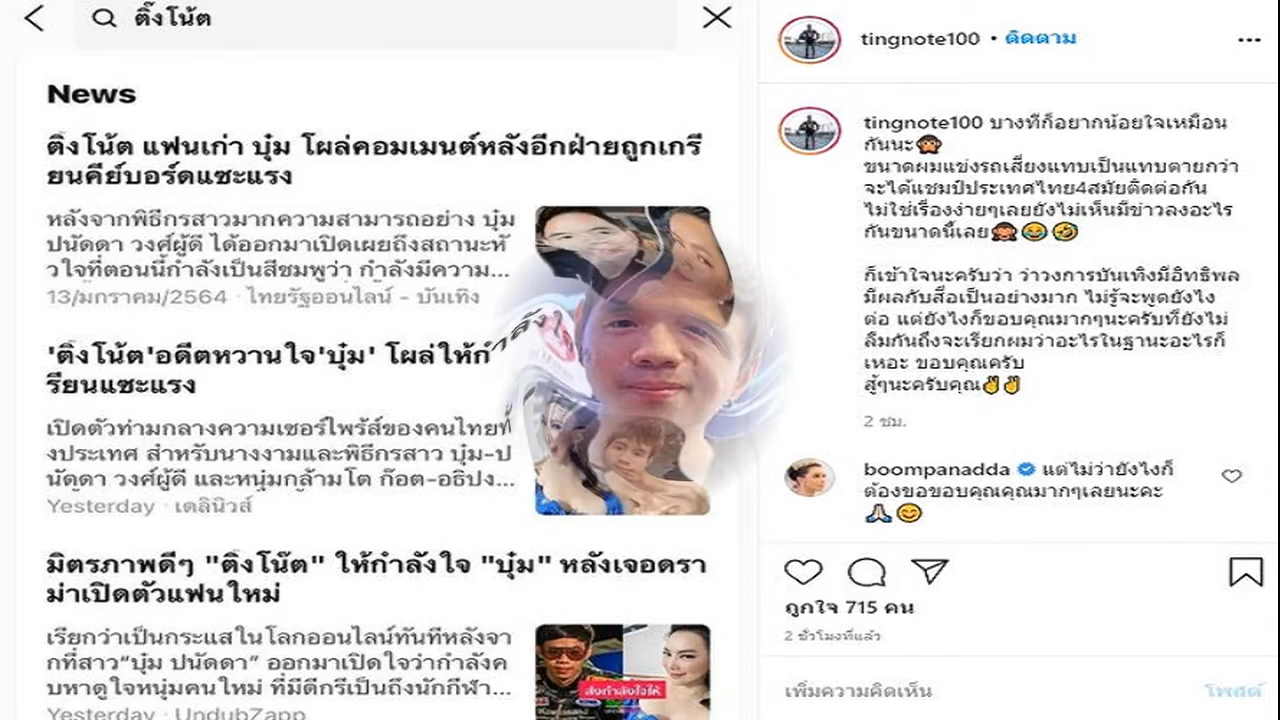 ติ๊งโน้ต
News
ติ๊งโน้ต แฟนเก่า บุ๋ม โผล่คอมเมนต์หลังอีกฝ่ายถูกเกรี
ยนคีย์บอร์ดแซะแรง
หลังจากพิธีกรสาวมากความสามารถอย่าง บุ๋ม
ปนัดดา วงศ์ผู้ดี ได้ออกมาเปิดเผยถึงสถานะหั
วใจที่ตอนนี้กำลังเป็นสีชมพูว่า กำลังมีความ...
13/มกราคม/2564 · ไทยรัฐออนไลน์ - บันเทิง
'ติ๊งโน้ต'อดีตหวานใจ'บุ๋ม' โผล่ให้กำ
ลังใ
รียนแซะแรง
เปิดตัวท่ามกลางความเซอร์ไพร้ส์ของคนไทยทั้
งประเทศ สำหรับนางงามและพิธีกรสาว บุ๋ม-ป
นัดดา วงศ์ผู้ดี และหนุ่มกล้ามโต ก๊อต-อธิปง...
Yesterday · เดลินิวส์
มิตรภาพดีๆ "ติ๊งโน๊ต" ให้กำลังใจ "บุ๋ม" หลังเจอดรา
ม่าเปิดตัวแฟนใหม่
เรียกว่าเป็นกระแสในโลกออนไลน์ทันทีหลังจา
กที่สาว"บุ๋ม ปนัดดา" ออกมาเปิดใจว่ากำลังค
บหาดูใจหนุ่มคนใหม่ ที่มีดีกรีเป็นถึงนักกีฬา...
ส่งกำลังใจให้
Yesterday · UndubZapp
tingnote100 • ติดตาม
tingnote100 บางทีก็อยากน้อยใจเหมือน
กันนะ🙊
ขนาดผมแข่งรถเสี่ยงแทบเป็นแทบตายกว่า
จะได้แชมป์ประเทศไทย4สมัยติดต่อกัน
ไม่ใช่เรื่องง่ายๆเลยยังไม่เห็นมีข่าวลงอะไร
กันขนาดนี้เลย🙈😂🤣
ก็เข้าใจนะครับว่า ว่าวงการบันเทิงมีอิทธิพล
มีผลกับสื่อเป็นอย่างมาก ไม่รู้จะพูดยังไง
ต่อ แต่ยังไงก็ขอบคุณมากๆนะครับที่ยังไม่
ลืมกันถึงจะเรียกผมว่าอะไรในฐานะอะไรก็
เหอะ ขอบคุณครับ
สู้ๆนะครับคุณ✌️✌️
2 ชม.
boompanadda แต่ไม่ว่ายังไงก็
ต้องขอขอบคุณคุณมากๆเลยนะคะ
🙏😊
ถูกใจ 715 คน
2 ชั่วโมงที่แล้ว
เพิ่มความคิดเห็น
โพสต์